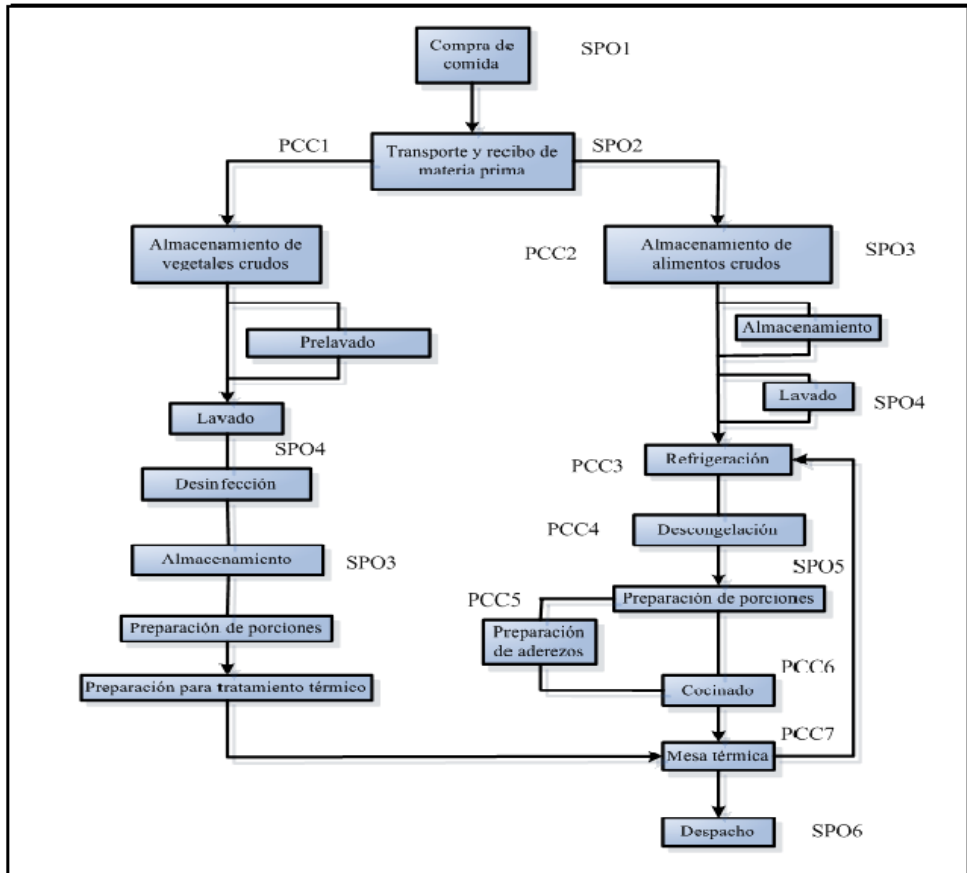 Compra de
comida
SPO1
PCC1
Transporte y recibo de
materia prima
SPO2
Almacenamiento de
vegetales crudos
PCC2
Almacenamiento de
alimentos crudos
SPO3
Almacenamiento
Prelavado
Lavado
SPO4
Lavado
SPO4
PCC3
Refrigeración
Desinfección
PCC4
Descongelación
Almacenamiento
SPO3
SPO5
PCC5
Preparación de porciones
Preparación de porciones
Preparación
de aderezos
PCC6
Preparación para tratamiento térmico
Cocinado
PCC7
Mesa térmica
Despacho
SPO6